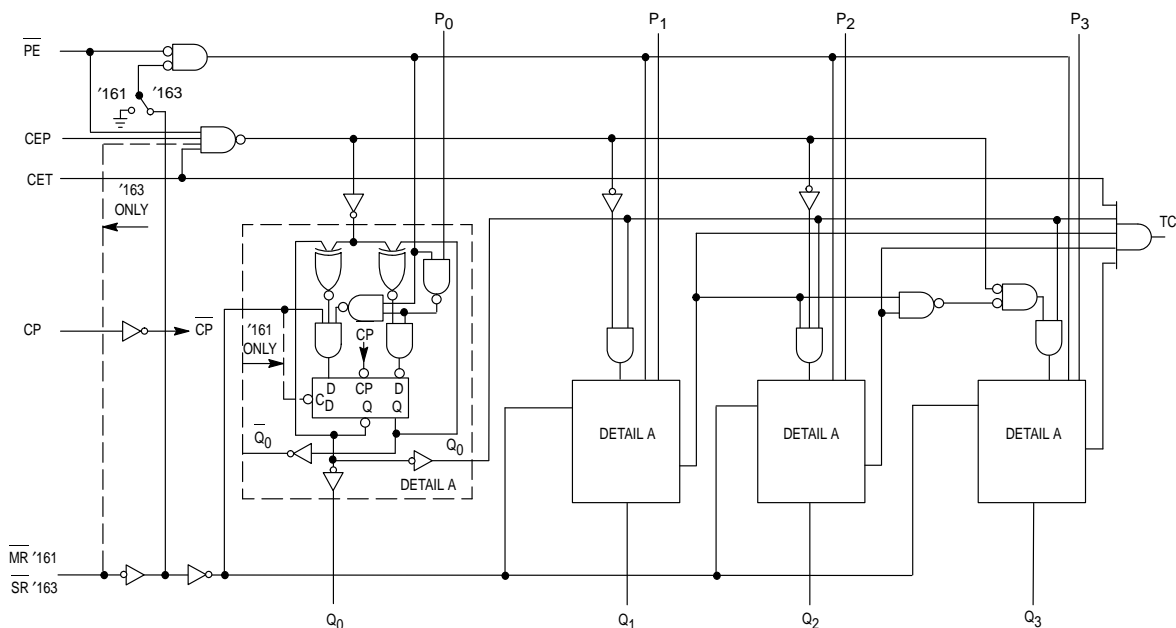 P0 P1 P2 P3
PE
′161 ′163
CEP
CET
′163
ONLY
TC
CP
CP
′161
ONLY
CP
D CP D
C
D Q Q
Q0
Q0
DETAIL A
DETAIL A
DETAIL A
DETAIL A
MR ′161
SR ′163
Q0 Q1 Q2 Q3